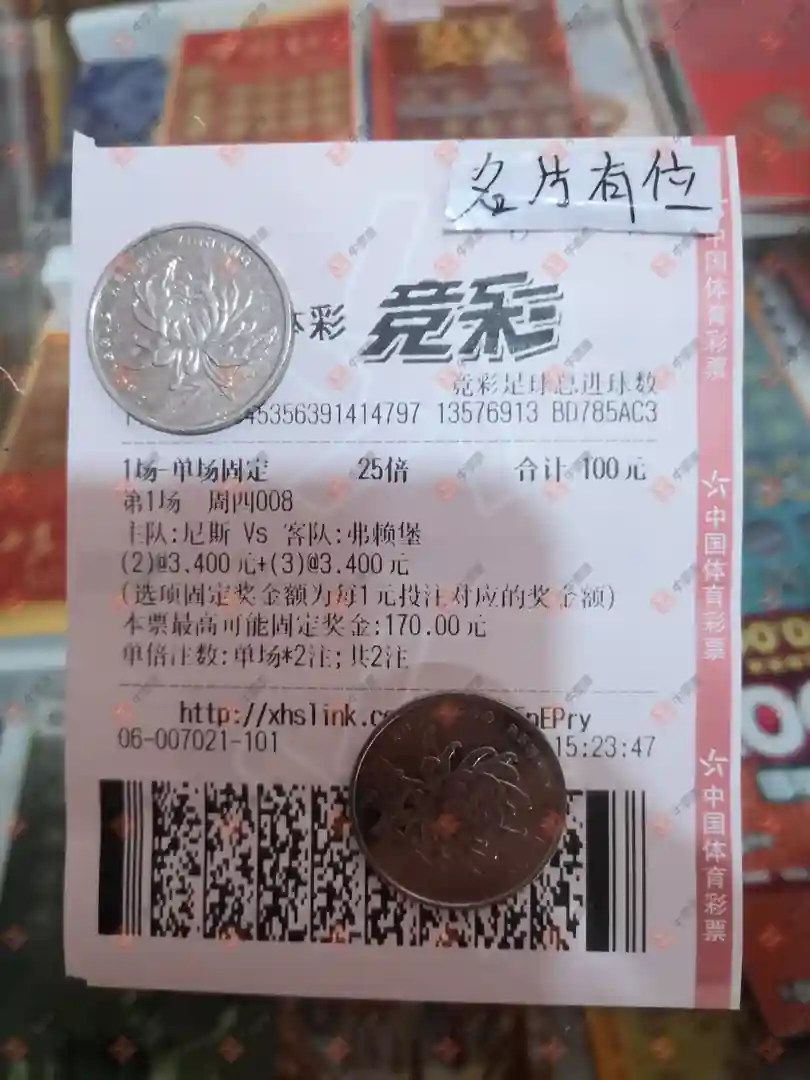 名片有位
体彩 竞彩
竞彩足球总进球数
45356391414797 13576913 BD785AC3
1场-单场固定 25倍 合计 100元
第1场 周四008
主队:尼斯 Vs 客队:弗赖堡
(2)@3.400元+(3)@3.400元
(选项固定奖金额为每1元投注对应的奖金额)
本票最高可能固定奖金:170.00元
单倍注数:单场*2注;共2注
http://xhslink.co EnEPry
06-007021-101 15:23:47
中国体育彩票
中国体育彩票
中国体育彩票